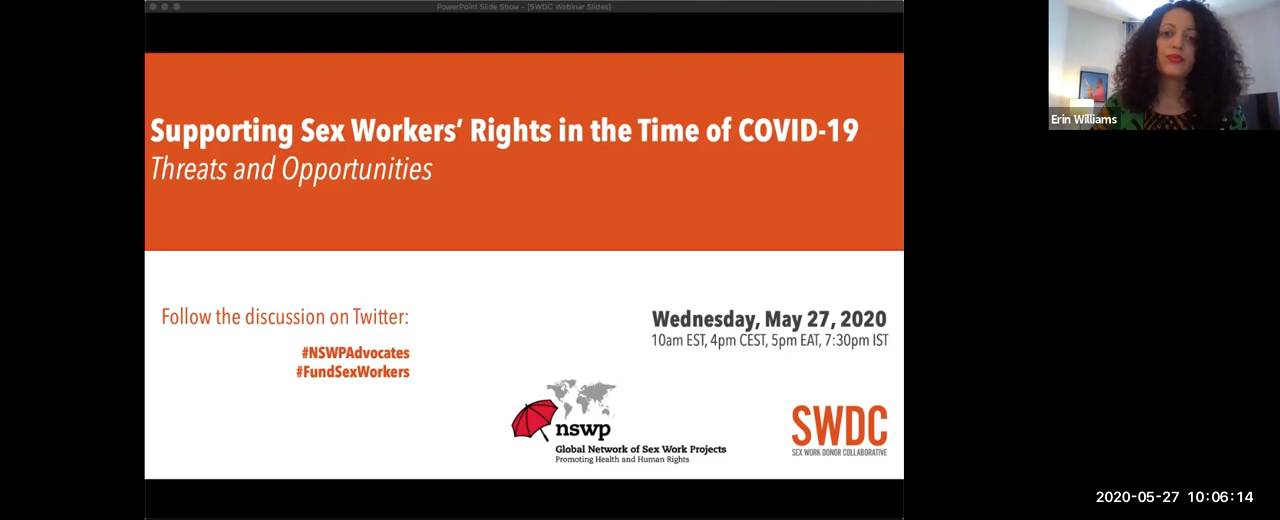 PowerPoint Slide Show - [SWDC Webinar Slides]
Supporting Sex Workers' Rights in the Time of COVID-19
Threats and Opportunities
Follow the discussion on Twitter:
#NSWPAdvocates
#FundSexWorkers
Wednesday, May 27, 2020
10am EST, 4pm CEST, 5pm EAT, 7:30pm IST
nswp
Global Network of Sex Work Projects
Promoting Health and Human Rights
SWDC
SEX WORK DONOR COLLABORATIVE
Erin Williams
2020-05-27 10:06:14